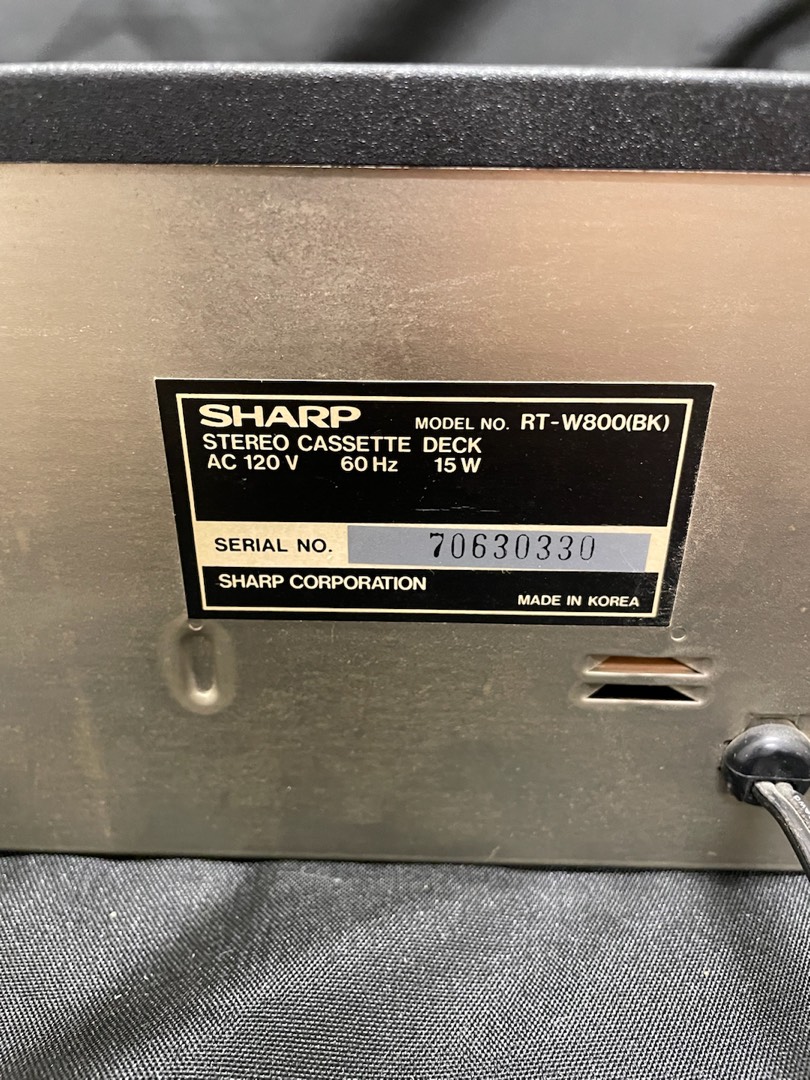 SHARP MODEL NO. RT-W800(BK)
STEREO CASSETTE DECK
AC 120 V 60 Hz 15 W
SERIAL NO. 70630330
SHARP CORPORATION
MADE IN KOREA